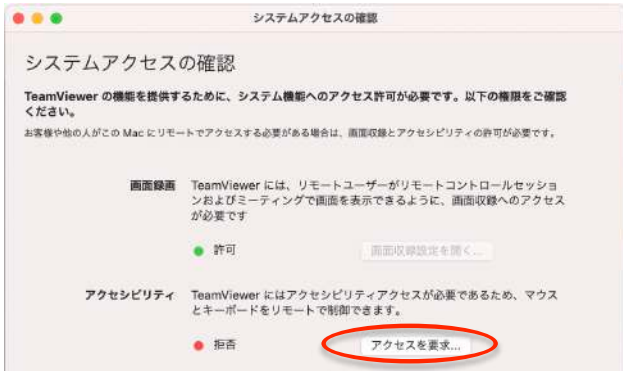 システムアクセスの確認
システムアクセスの確認
TeamViewer の機能を提供するために、システム機能へのアクセス許可が必要です。以下の権限をご確認
ください。
お客様や他の人がこの Mac にリモートでアクセスする必要がある場合は、画面収録とアクセシビリティの許可が必要です。
画面録画 TeamViewer には、リモートユーザーがリモートコントロールセッショ
ンおよびミーティングで画面を表示できるように、画面収録へのアクセス
が必要です
許可 画面収録設定を開く...
アクセシビリティ TeamViewer にはアクセシビリティアクセスが必要であるため、マウス
とキーボードをリモートで制御できます。
拒否 アクセスを要求...